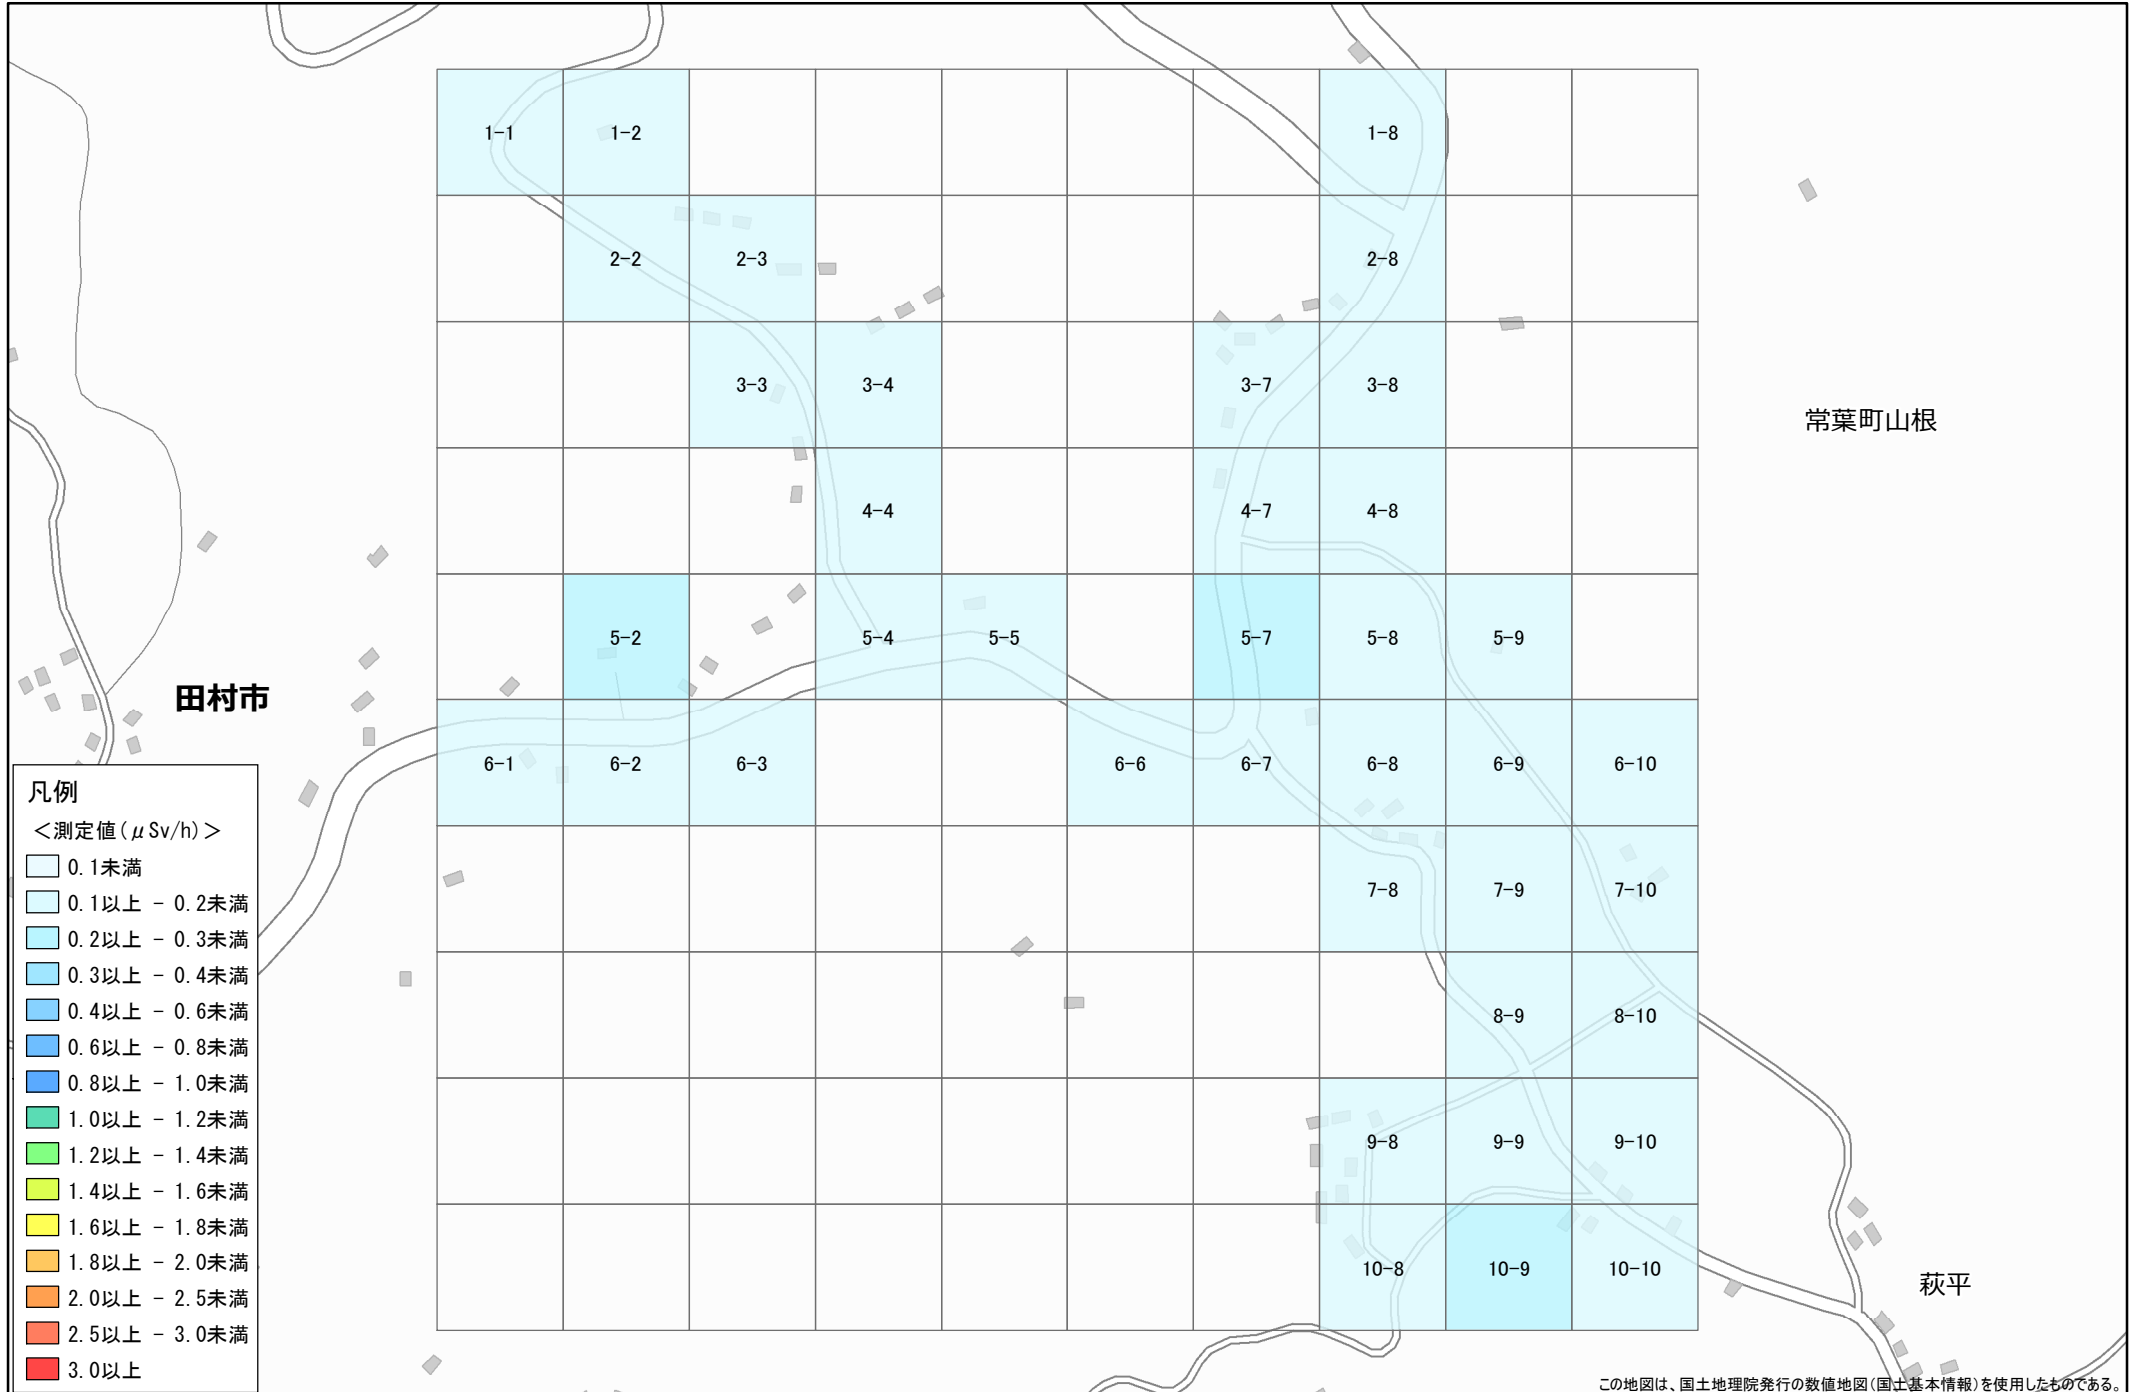 1-1
1-2
1-8
2-2
2-3
2-8
3-3
3-4
3-7
3-8
常葉町山根
4-4
4-7
4-8
5-2
5-4
5-5
5-7
5-8
5-9
田村市
6-1
6-2
6-3
6-6
6-7
6-8
6-9
6-10
7-8
7-9
7-10
8-9
8-10
9-8
9-9
9-10
10-8
10-9
10-10
萩平
凡例
<測定値(μSv/h)>
0.1未満
0.1以上 - 0.2未満
0.2以上 - 0.3未満
0.3以上 - 0.4未満
0.4以上 - 0.6未満
0.6以上 - 0.8未満
0.8以上 - 1.0未満
1.0以上 - 1.2未満
1.2以上 - 1.4未満
1.4以上 - 1.6未満
1.6以上 - 1.8未満
1.8以上 - 2.0未満
2.0以上 - 2.5未満
2.5以上 - 3.0未満
3.0以上
この地図は、国土地理院発行の数値地図(国土基本情報)を使用したものである。